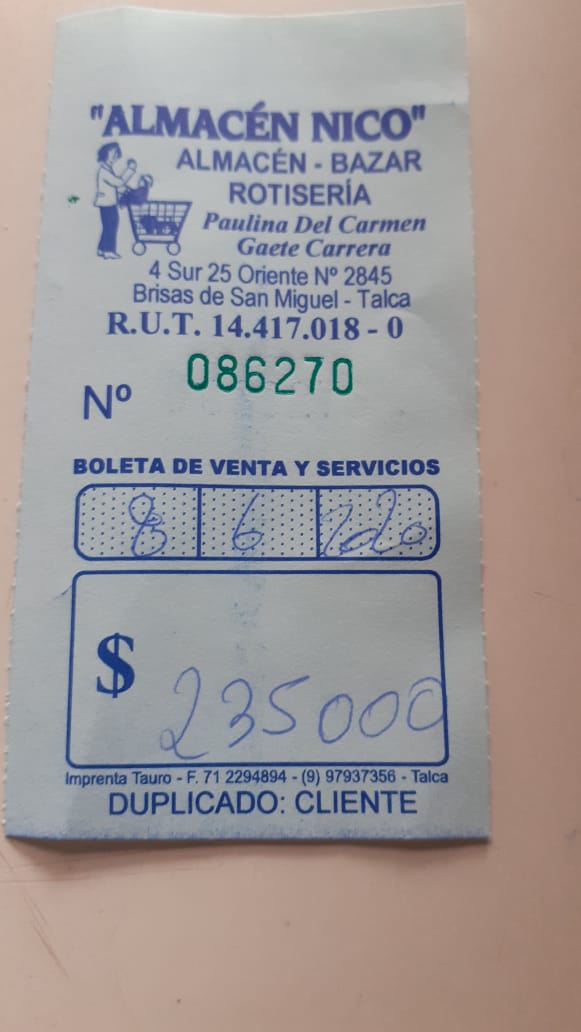 "ALMACÉN NICO"
ALMACÉN - BAZAR
ROTISERÍA
Paulina Del Carmen
Gaete Carrera
4 Sur 25 Oriente Nº 2845
Brisas de San Miguel - Talca
R.U.T. 14.417.018 - 0
Nº 086270
BOLETA DE VENTA Y SERVICIOS
8 6 2020
$ 235000
Imprenta Tauro - F. 71 2294894 - (9) 97937356 - Talca
DUPLICADO: CLIENTE